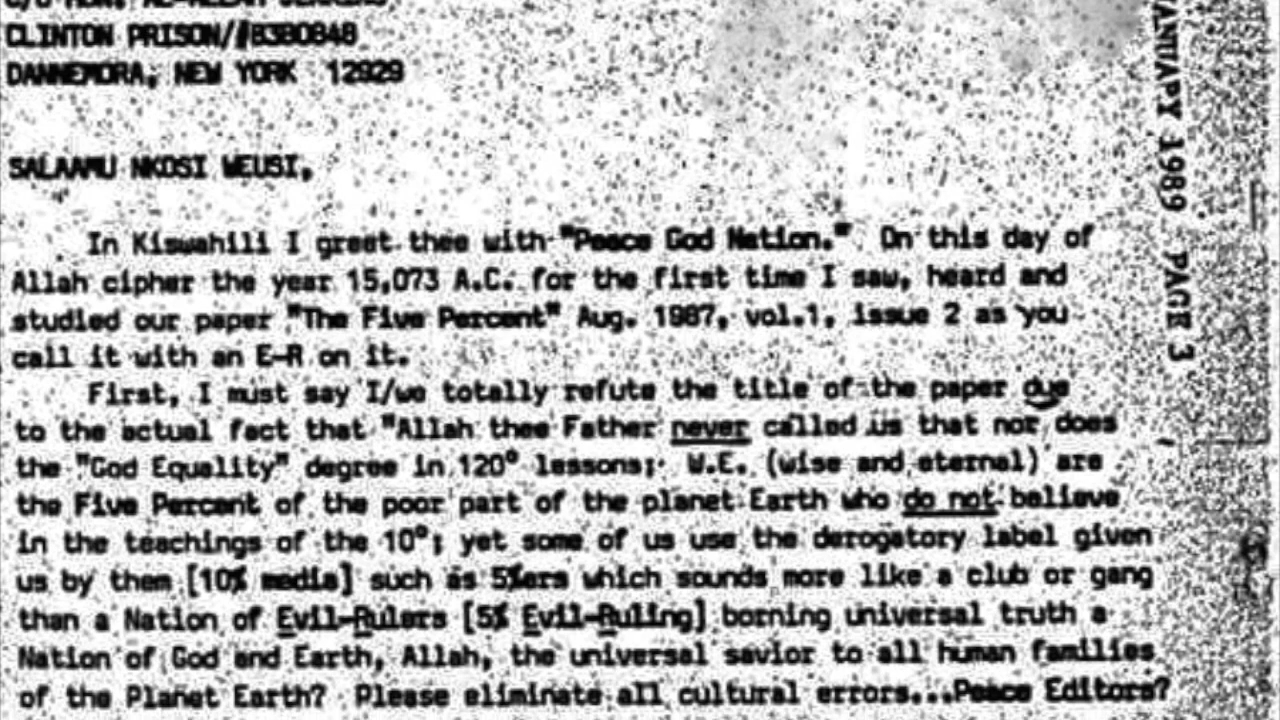 CLINTON PRISON/#83B0848
DANNEMORA, NEW YORK 12929
SALAAMU NKOSI WEUSI,
In Kiswahili I greet thee with "Peace God Nation." On this day of
Allah cipher the year 15,073 A.C. for the first time I saw, heard and
studied our paper "The Five Percent" Aug. 1987, vol.1, issue 2 as you
call it with an E-R on it.
First, I must say I/we totally refute the title of the paper due
to the actual fact that "Allah thee Father never called us that nor does
the "God Equality" degree in 120° lessons; W.E. (wise and eternal) are
the Five Percent of the poor part of the planet Earth who do not believe
in the teachings of the 10°; yet some of us use the derogatory label given
us by them [10% media] such as 5%ers which sounds more like a club or gang
than a Nation of Evil-Rulers [5% Evil-Ruling] borning universal truth a
Nation of God and Earth, Allah, the universal savior to all human families
of the Planet Earth? Please eliminate all cultural errors...Peace Editors?
JANUARY 1989 PAGE 3